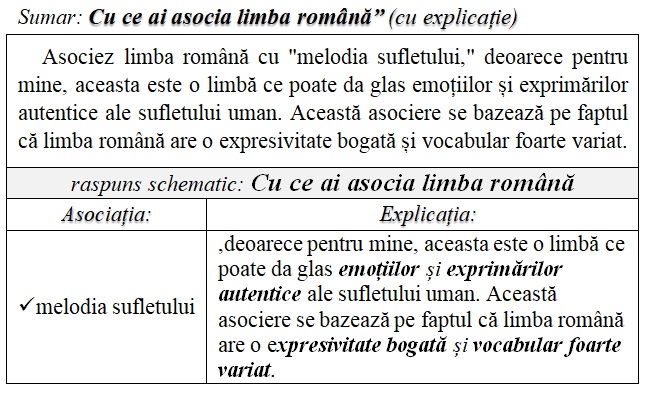 Sumar: Cu ce ai asocia limba română” (cu explicație)
Asociez limba română cu "melodia sufletului," deoarece pentru
mine, aceasta este o limbă ce poate da glas emoțiilor și exprimărilor
autentice ale sufletului uman. Această asociere se bazează pe faptul
că limba română are o expresivitate bogată și vocabular foarte variat.
raspuns schematic: Cu ce ai asocia limba română
Asociația:
Explicația:
✓melodia sufletului
,deoarece pentru mine, aceasta este o limbă ce
poate da glas emoțiilor și exprimărilor
autentice ale sufletului uman. Această
asociere se bazează pe faptul că limba română
are o expresivitate bogată și vocabular foarte
variat.